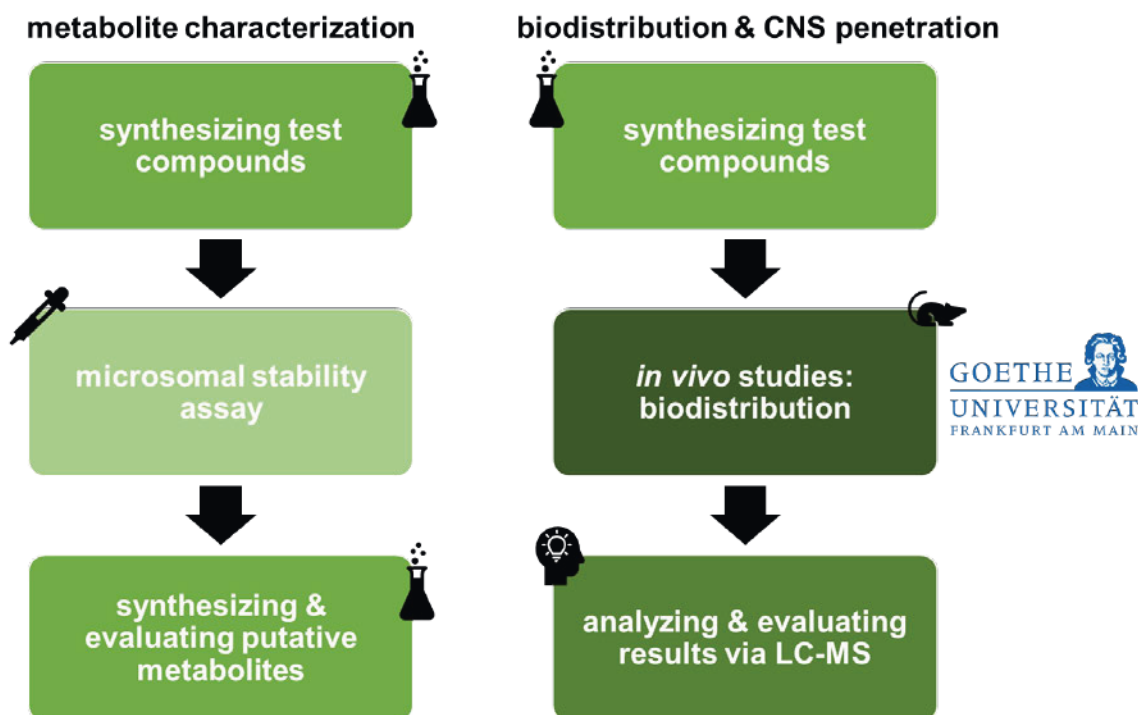 metabolite characterization
synthesizing test
compounds
microsomal stability
assay
synthesizing &
evaluating putative
metabolites
biodistribution & CNS penetration
synthesizing test
compounds
in vivo studies:
biodistribution
GOETHE
UNIVERSITÄT
FRANKFURT AM MAIN
analyzing & evaluating
results via LC-MS